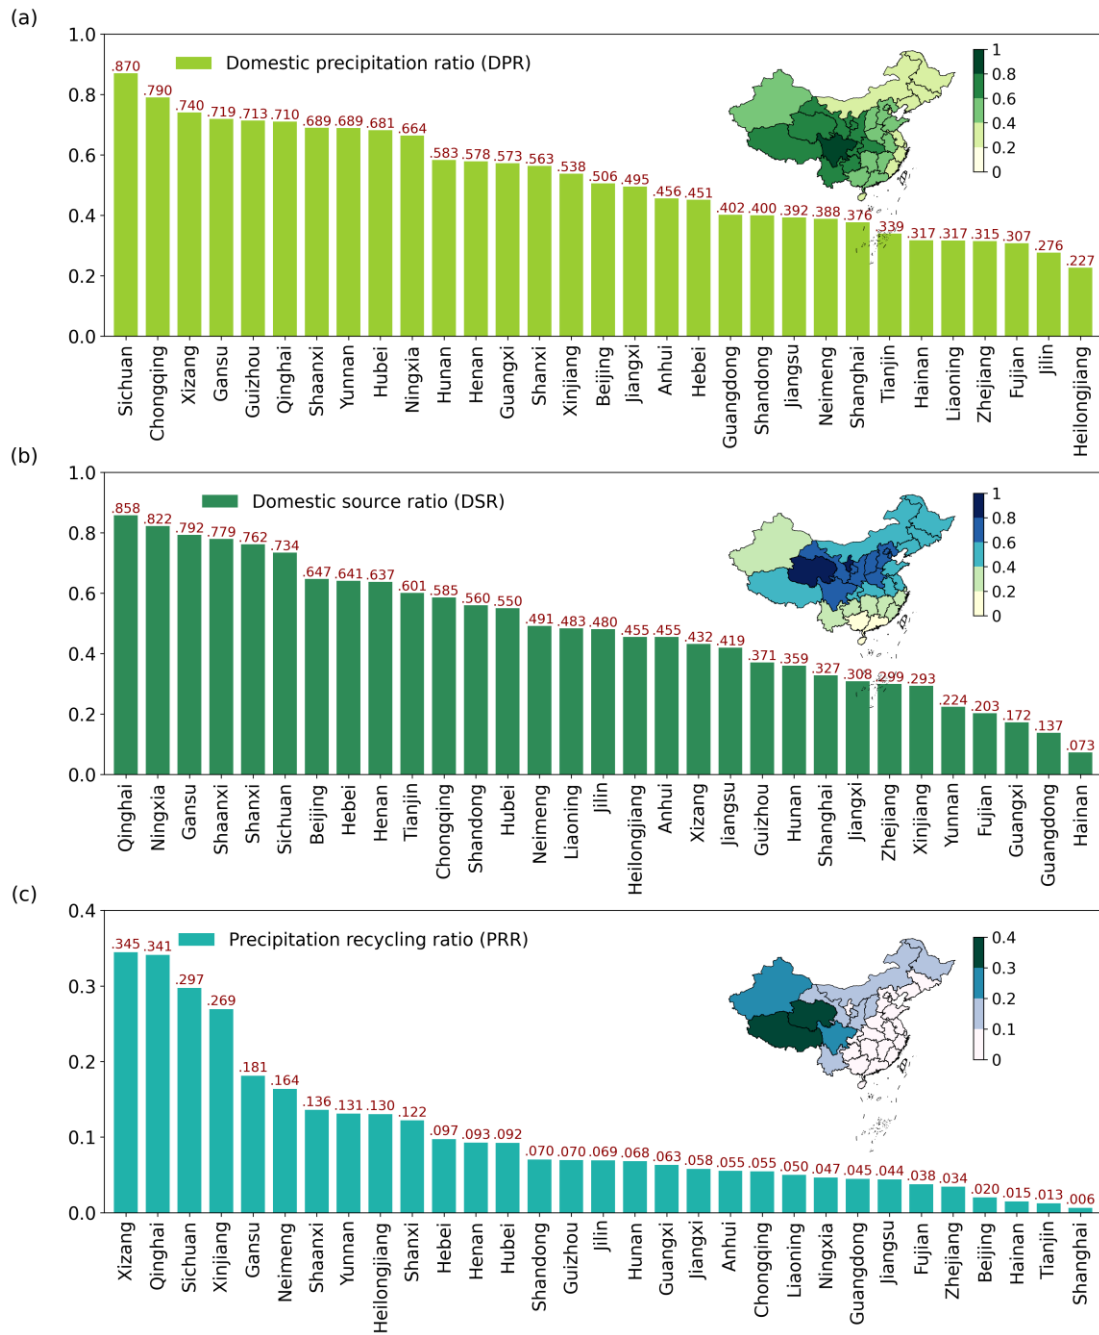 (a)
1.0
0.8
0.6
0.4
0.2
0.0
Domestic precipitation ratio (DPR)
1
0.8
0.6
0.4
0.2
0
.870 .790 .740 .719 .713 .710 .689 .689 .681 .664 .583 .578 .573 .563 .538 .506 .495 .456 .451 .402 .400 .392 .388 .376 .339 .317 .317 .315 .307 .276 .227
Sichuan Chongqing Xizang Gansu Guizhou Qinghai Shaanxi Yunnan Hubei Ningxia Hunan Henan Guangxi Shanxi Xinjiang Beijing Jiangxi Anhui Hebei Guangdong Shandong Jiangsu Neimeng Shanghai Tianjin Hainan Liaoning Zhejiang Fujian Jilin Heilongjiang
(b)
1.0
0.8
0.6
0.4
0.2
0.0
Domestic source ratio (DSR)
1
0.8
0.6
0.4
0.2
0
.858 .822 .792 .779 .762 .734 .647 .641 .637 .601 .585 .560 .550 .491 .483 .480 .455 .455 .432 .419 .371 .359 .327 .308 .299 .293 .224 .203 .172 .137 .073
Qinghai Ningxia Gansu Shaanxi Shanxi Sichuan Beijing Hebei Henan Tianjin Chongqing Shandong Hubei Neimeng Liaoning Jilin Heilongjiang Anhui Xizang Jiangsu Guizhou Hunan Shanghai Jiangxi Zhejiang Xinjiang Yunnan Fujian Guangxi Guangdong Hainan
(c)
0.4
0.3
0.2
0.1
0.0
Precipitation recycling ratio (PRR)
0.4
0.3
0.2
0.1
0
.345 .341 .297 .269 .181 .164 .136 .131 .130 .122 .097 .093 .092 .070 .070 .069 .068 .063 .058 .055 .055 .050 .047 .045 .044 .038 .034 .020 .015 .013 .006
Xizang Qinghai Sichuan Xinjiang Gansu Neimeng Shaanxi Yunnan Heilongjiang Shanxi Hebei Henan Hubei Shandong Guizhou Jilin Hunan Guangxi Jiangxi Anhui Chongqing Liaoning Ningxia Guangdong Jiangsu Fujian Zhejiang Beijing Hainan Tianjin Shanghai